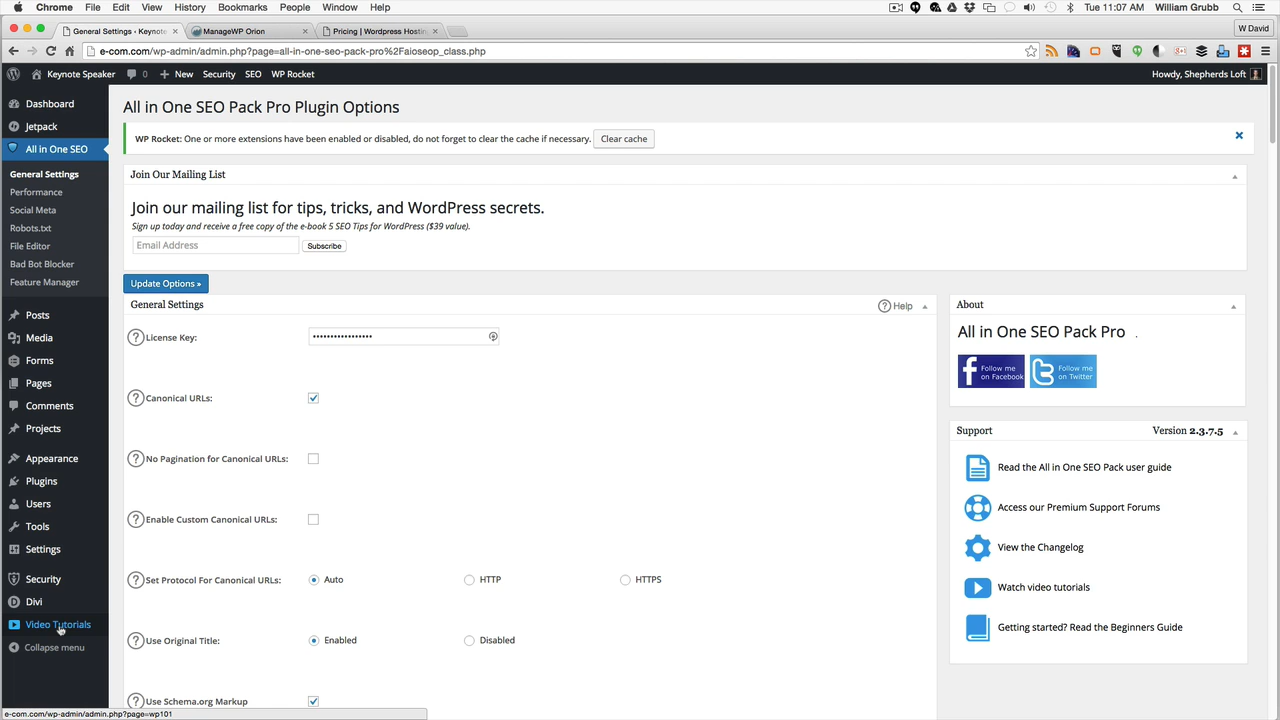 Chrome File Edit View History Bookmarks People Window Help
Tue 11:07 AM William Grubb
General Settings ‹ Keynote
ManageWP Orion
Pricing | Wordpress Hostin
W David
e-com.com/wp-admin/admin.php?page=all-in-one-seo-pack-pro%2Faioseop_class.php
Keynote Speaker 0 New Security SEO WP Rocket
Howdy, Shepherds Loft
Dashboard
Jetpack
All in One SEO
General Settings
Performance
Social Meta
Robots.txt
File Editor
Bad Bot Blocker
Feature Manager
Posts
Media
Forms
Pages
Comments
Projects
Appearance
Plugins
Users
Tools
Settings
Security
Divi
Video Tutorials
Collapse menu
All in One SEO Pack Pro Plugin Options
WP Rocket: One or more extensions have been enabled or disabled, do not forget to clear the cache if necessary. Clear cache
Join Our Mailing List
Join our mailing list for tips, tricks, and WordPress secrets.
Sign up today and receive a free copy of the e-book 5 SEO Tips for WordPress ($39 value).
Email Address Subscribe
Update Options »
General Settings Help
License Key:
Canonical URLs:
No Pagination for Canonical URLs:
Enable Custom Canonical URLs:
Set Protocol For Canonical URLs: Auto HTTP HTTPS
Use Original Title: Enabled Disabled
Use Schema.org Markup
About
All in One SEO Pack Pro
Follow me on Facebook
Follow me on Twitter
Support Version 2.3.7.5
Read the All in One SEO Pack user guide
Access our Premium Support Forums
View the Changelog
Watch video tutorials
Getting started? Read the Beginners Guide
e-com.com/wp-admin/admin.php?page=wp101